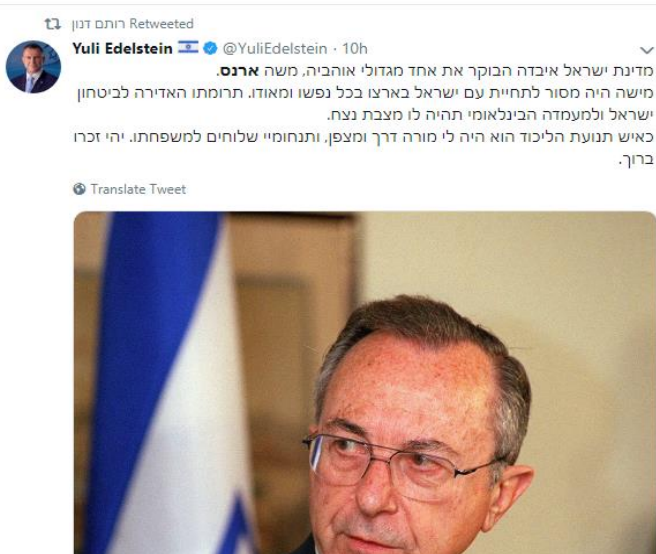 רותם דנון Retweeted
Yuli Edelstein @YuliEdelstein · 10h
מדינת ישראל איבדה הבוקר את אחד מגדולי אוהביה, משה ארנס.
מישה היה מסור לתחיית עם ישראל בארצו בכל נפשו ומאודו. תרומתו האדירה לביטחון
ישראל ולמעמדה הבינלאומי תהיה לו מצבת נצח.
כאיש תנועת הליכוד הוא היה לי מורה דרך ומצפן, ותנחומיי שלוחים למשפחתו. יהי זכרו
ברוך.
Translate Tweet